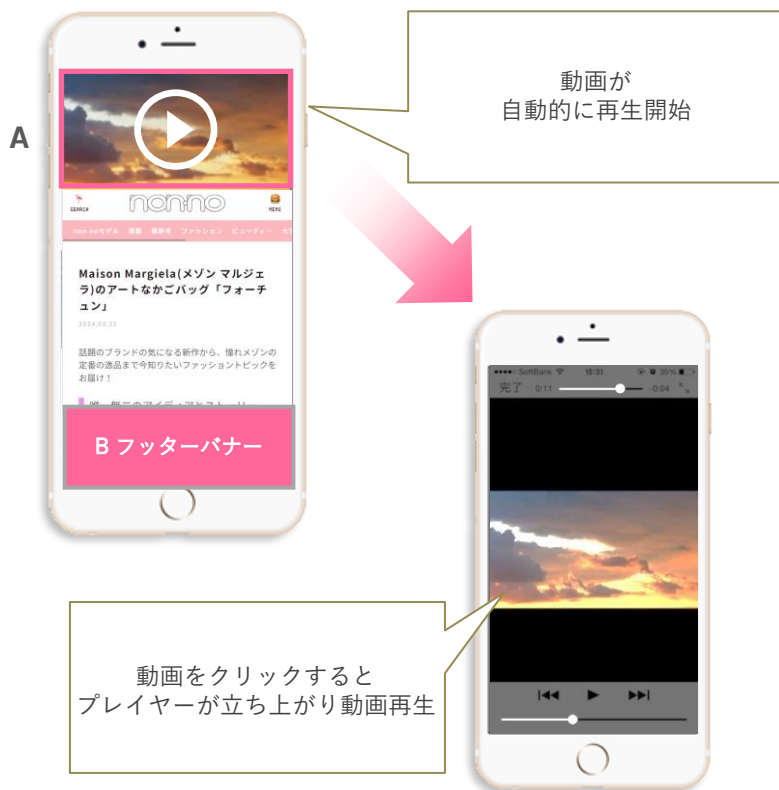 動画が
自動的に再生開始
A
SEARCH
non-no
MENU
non-noモデル 連載 最新号 ファッション ビューティー
Maison Margiela(メゾン マルジェ
ラ)のアートなかごバッグ「フォーチ
ュン」
2024.05.22
話題のブランドの気になる新作から、憧れメゾンの
定番の逸品まで今知りたいファッショントピックを
お届け！
B フッターバナー
SoftBank 15:31 35%
完了 0:11 -0:04
動画をクリックすると
プレイヤーが立ち上がり動画再生